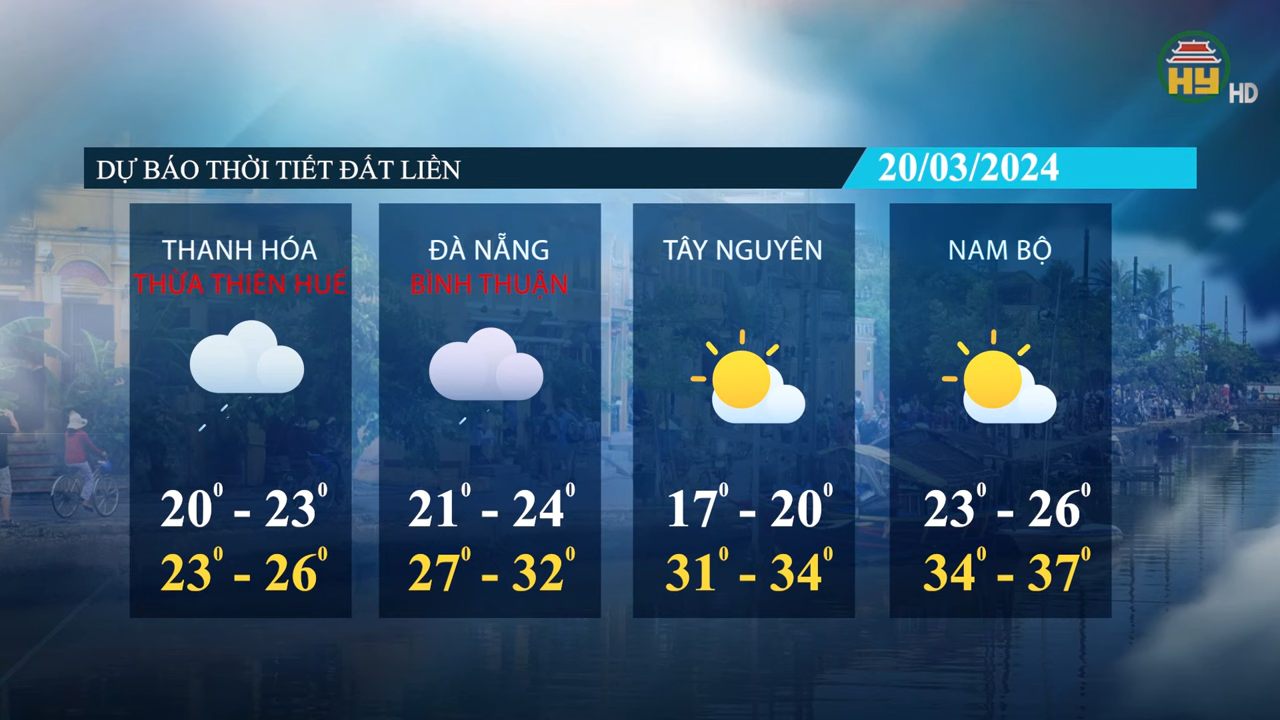 HY HD
DỰ BÁO THỜI TIẾT ĐẤT LIỀN
20/03/2024
THANH HÓA
THỪA THIÊN HUẾ
20⁰ - 23⁰
23⁰ - 26⁰
ĐÀ NẴNG
BÌNH THUẬN
21⁰ - 24⁰
27⁰ - 32⁰
TÂY NGUYÊN
17⁰ - 20⁰
31⁰ - 34⁰
NAM BỘ
23⁰ - 26⁰
34⁰ - 37⁰